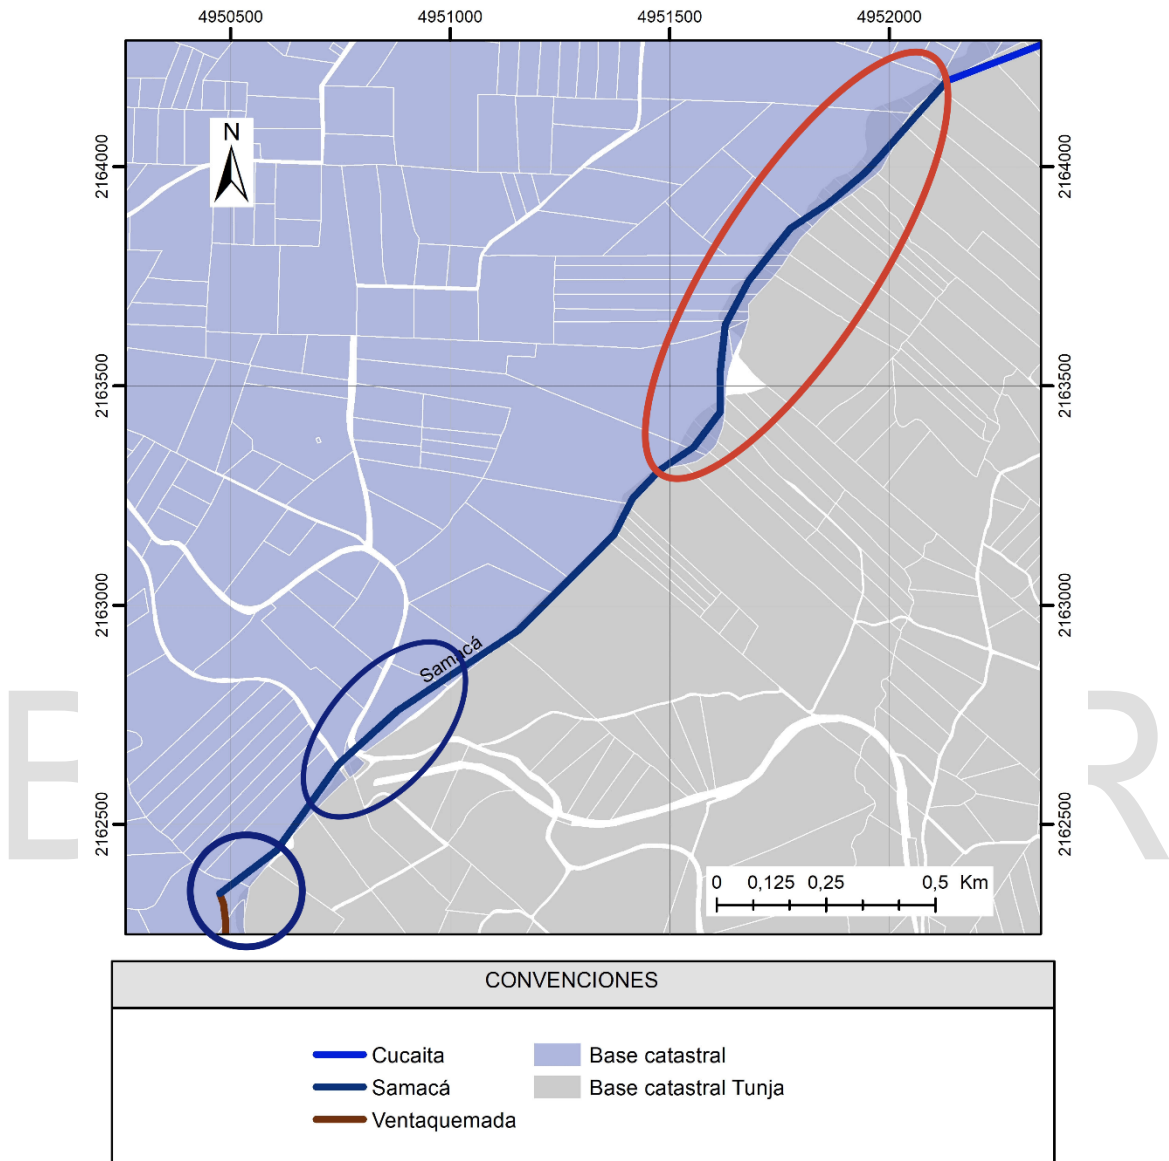 4950500 4951000 4951500 4952000
N
2164000 2164000
2163500 2163500
2163000 2163000
Samacá
2162500 2162500
E R
0 0,125 0,25 0,5 Km
CONVENCIONES
Cucaita Base catastral
Samacá Base catastral Tunja
Ventaquemada